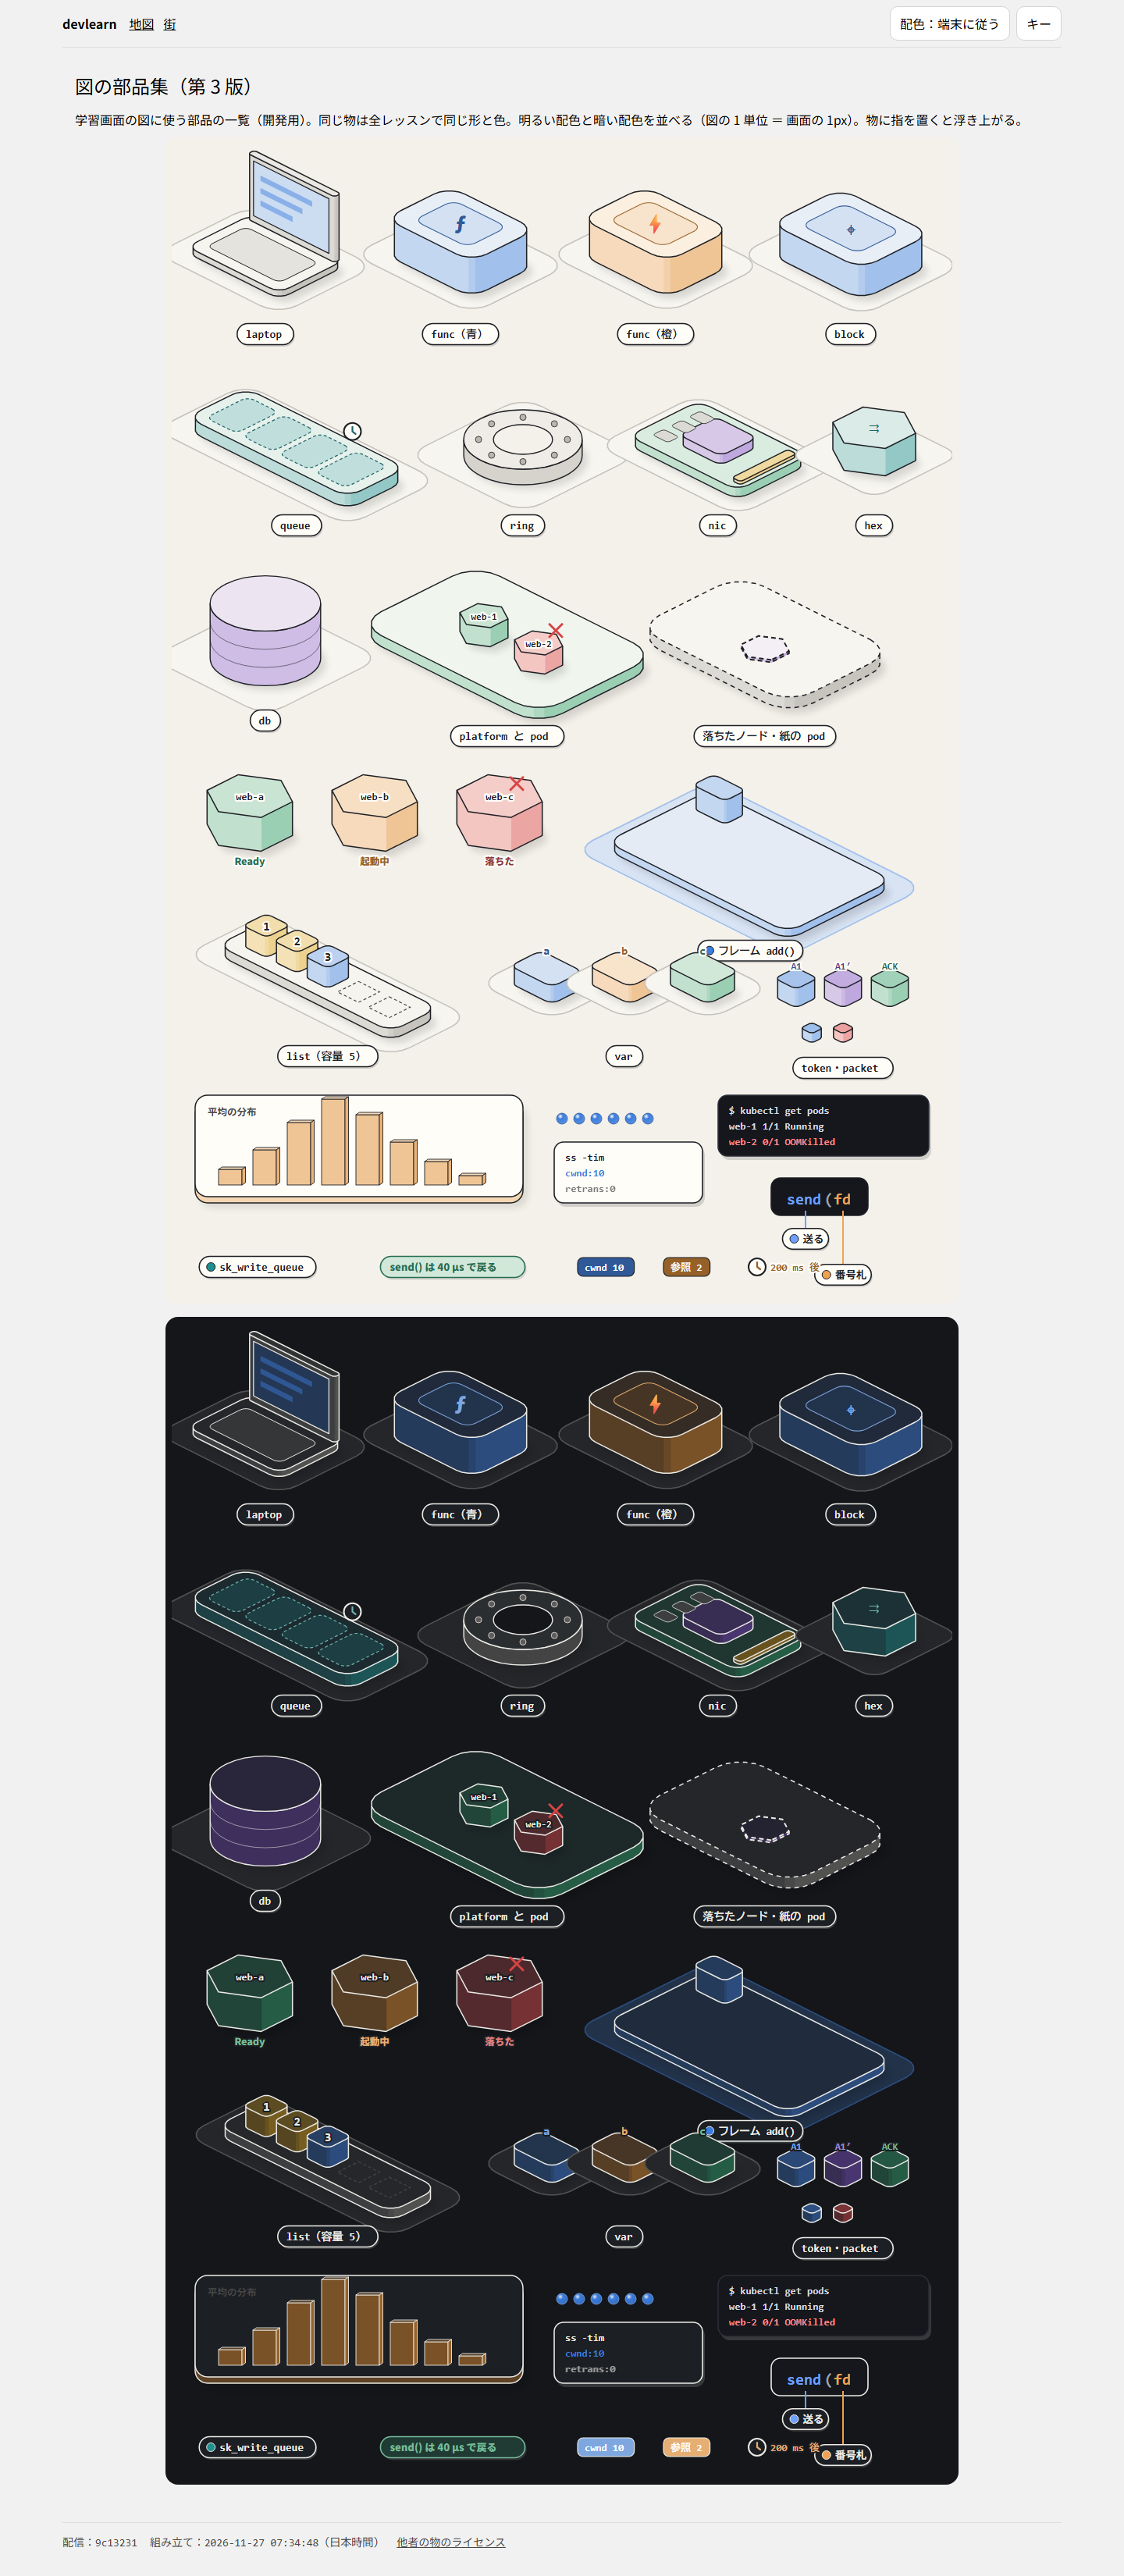 devlearn 地図 街
配色：端末に従う キー
図の部品集（第 3 版）
学習画面の図に使う部品の一覧（開発用）。同じ物は全レッスンで同じ形と色。明るい配色と暗い配色を並べる（図の 1 単位 ＝ 画面の 1px）。物に指を置くと浮き上がる。
ƒ
laptop
func（青）
func（橙）
block
queue
ring
nic
hex
web-1
web-2
db
platform と pod
落ちたノード・紙の pod
web-a
web-b
web-c
Ready
起動中
落ちた
1
2
3
a
b
c
フレーム add()
A1
A1′
ACK
list（容量 5）
var
token・packet
平均の分布
ss -tim
cwnd:10
retrans:0
$ kubectl get pods
web-1 1/1 Running
web-2 0/1 OOMKilled
send(fd
送る
番号札
sk_write_queue
send() は 40 µs で戻る
cwnd 10
参照 2
200 ms 後
ƒ
laptop
func（青）
func（橙）
block
queue
ring
nic
hex
web-1
web-2
db
platform と pod
落ちたノード・紙の pod
web-a
web-b
web-c
Ready
起動中
落ちた
1
2
3
a
b
c
フレーム add()
A1
A1′
ACK
list（容量 5）
var
token・packet
平均の分布
ss -tim
cwnd:10
retrans:0
$ kubectl get pods
web-1 1/1 Running
web-2 0/1 OOMKilled
send(fd
送る
番号札
sk_write_queue
send() は 40 µs で戻る
cwnd 10
参照 2
200 ms 後
配信：9c13231 組み立て：2026-11-27 07:34:48（日本時間） 他者の物のライセンス